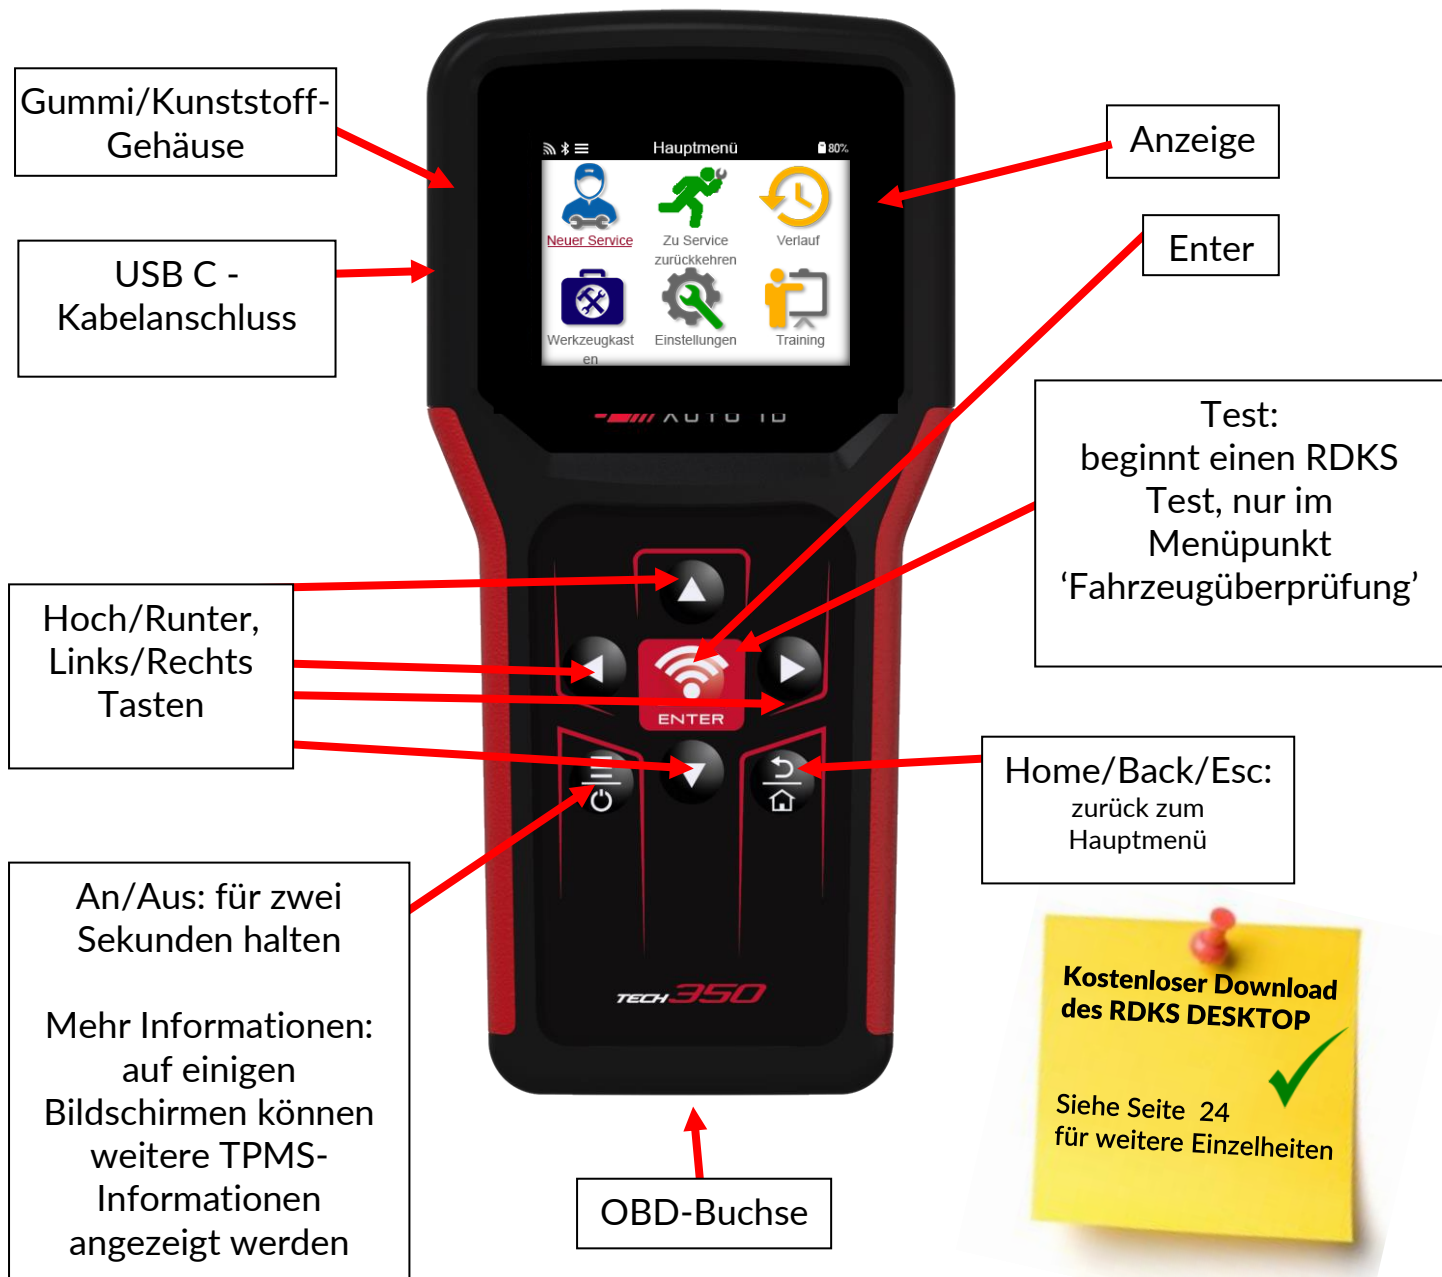 Gummi/Kunststoff-
Gehäuse
USB C -
Kabelanschluss
Hauptmenü
80%
Neuer Service
Zu Service
zurückkehren
Verlauf
Werkzeugkast
en
Einstellungen
Training
Anzeige
Enter
Test:
beginnt einen RDKS
Test, nur im
Menüpunkt
‘Fahrzeugüberprüfung’
Hoch/Runter,
Links/Rechts
Tasten
ENTER
Home/Back/Esc:
zurück zum
Hauptmenü
An/Aus: für zwei
Sekunden halten
Mehr Informationen:
auf einigen
Bildschirmen können
weitere TPMS-
Informationen
angezeigt werden
TECH350
OBD-Buchse
Kostenloser Download
des RDKS DESKTOP
Siehe Seite 24
für weitere Einzelheiten